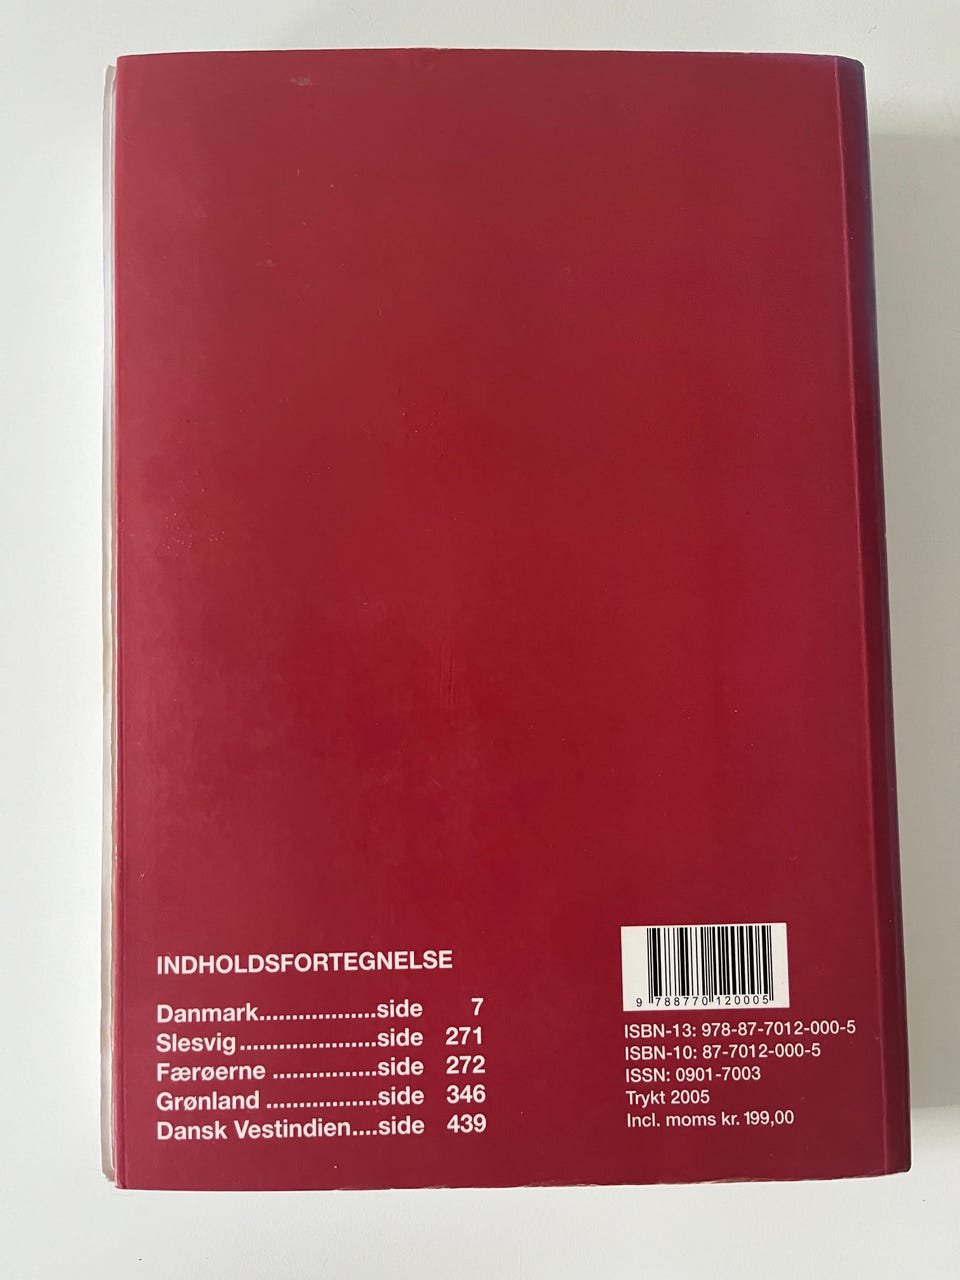 INDHOLDSFORTEGNELSE
Danmark..................side 7
Slesvig.....................side 271
Færøerne ................side 272
Grønland .................side 346
Dansk Vestindien....side 439
9 788770 120005
ISBN-13: 978-87-7012-000-5
ISBN-10: 87-7012-000-5
ISSN: 0901-7003
Trykt 2005
Incl. moms kr. 199,00